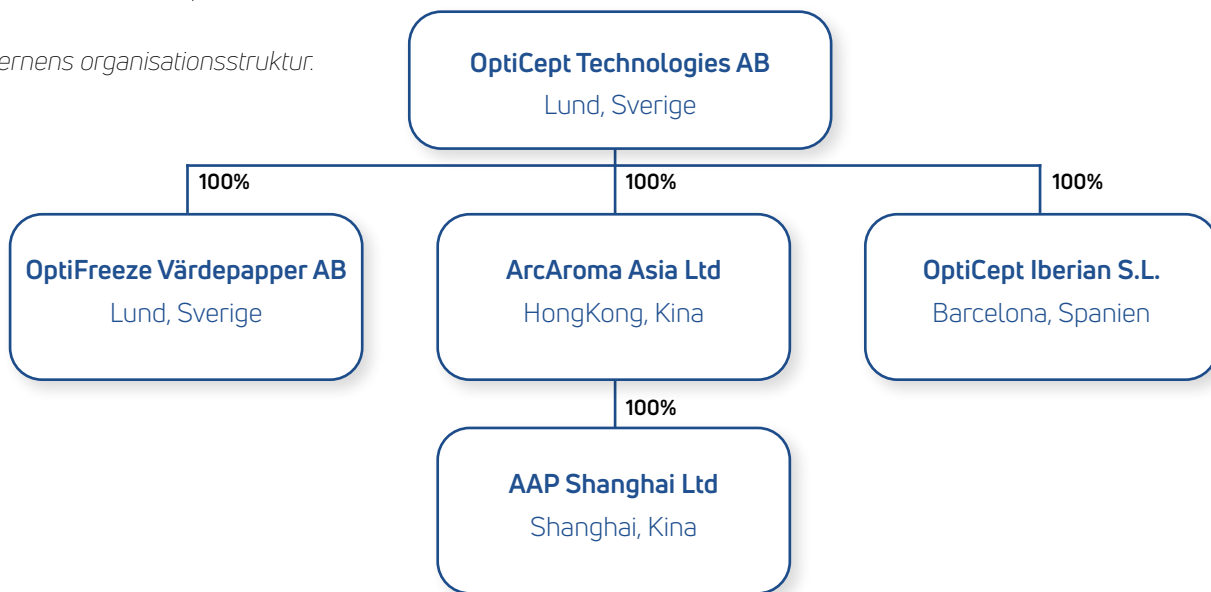 OptiCept Technologies AB
Lund, Sverige
ernens organisationsstruktur.
100%
100%
100%
OptiFreeze Värdepapper AB
Lund, Sverige
ArcAroma Asia Ltd
HongKong, Kina
OptiCept Iberian S.L.
Barcelona, Spanien
100%
AAP Shanghai Ltd
Shanghai, Kina